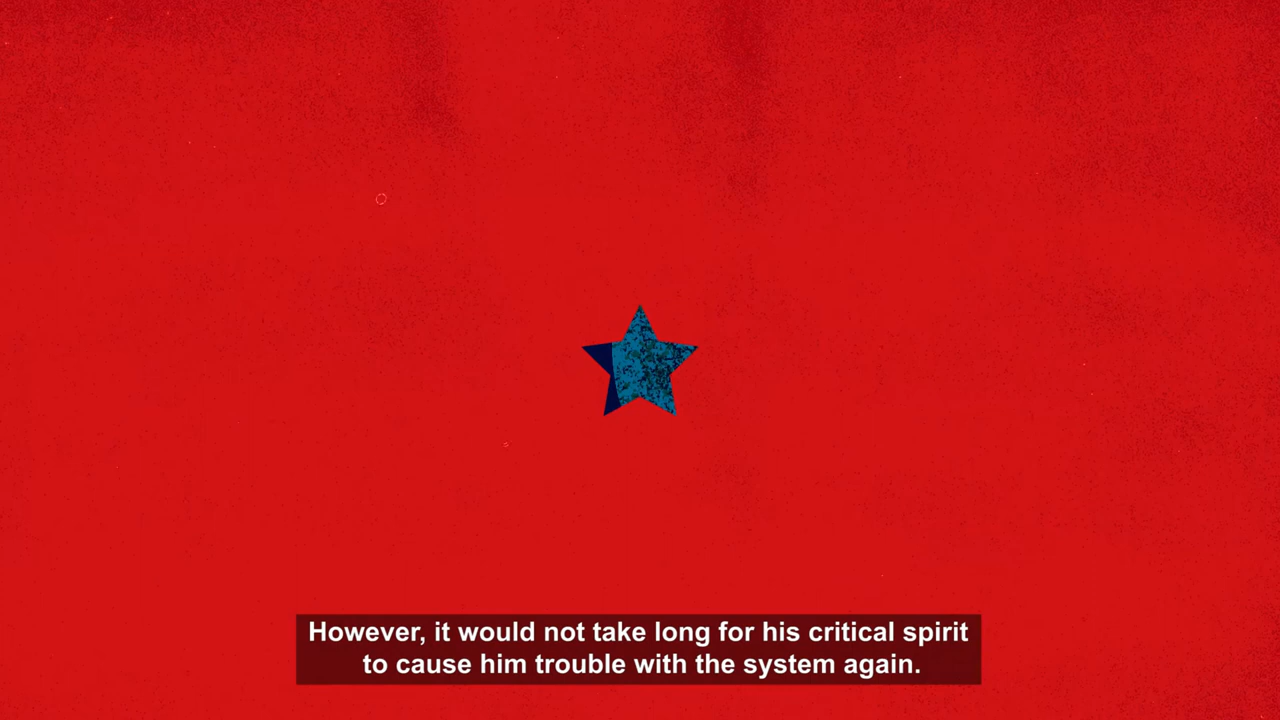 However, it would not take long for his critical spirit
to cause him trouble with the system again.